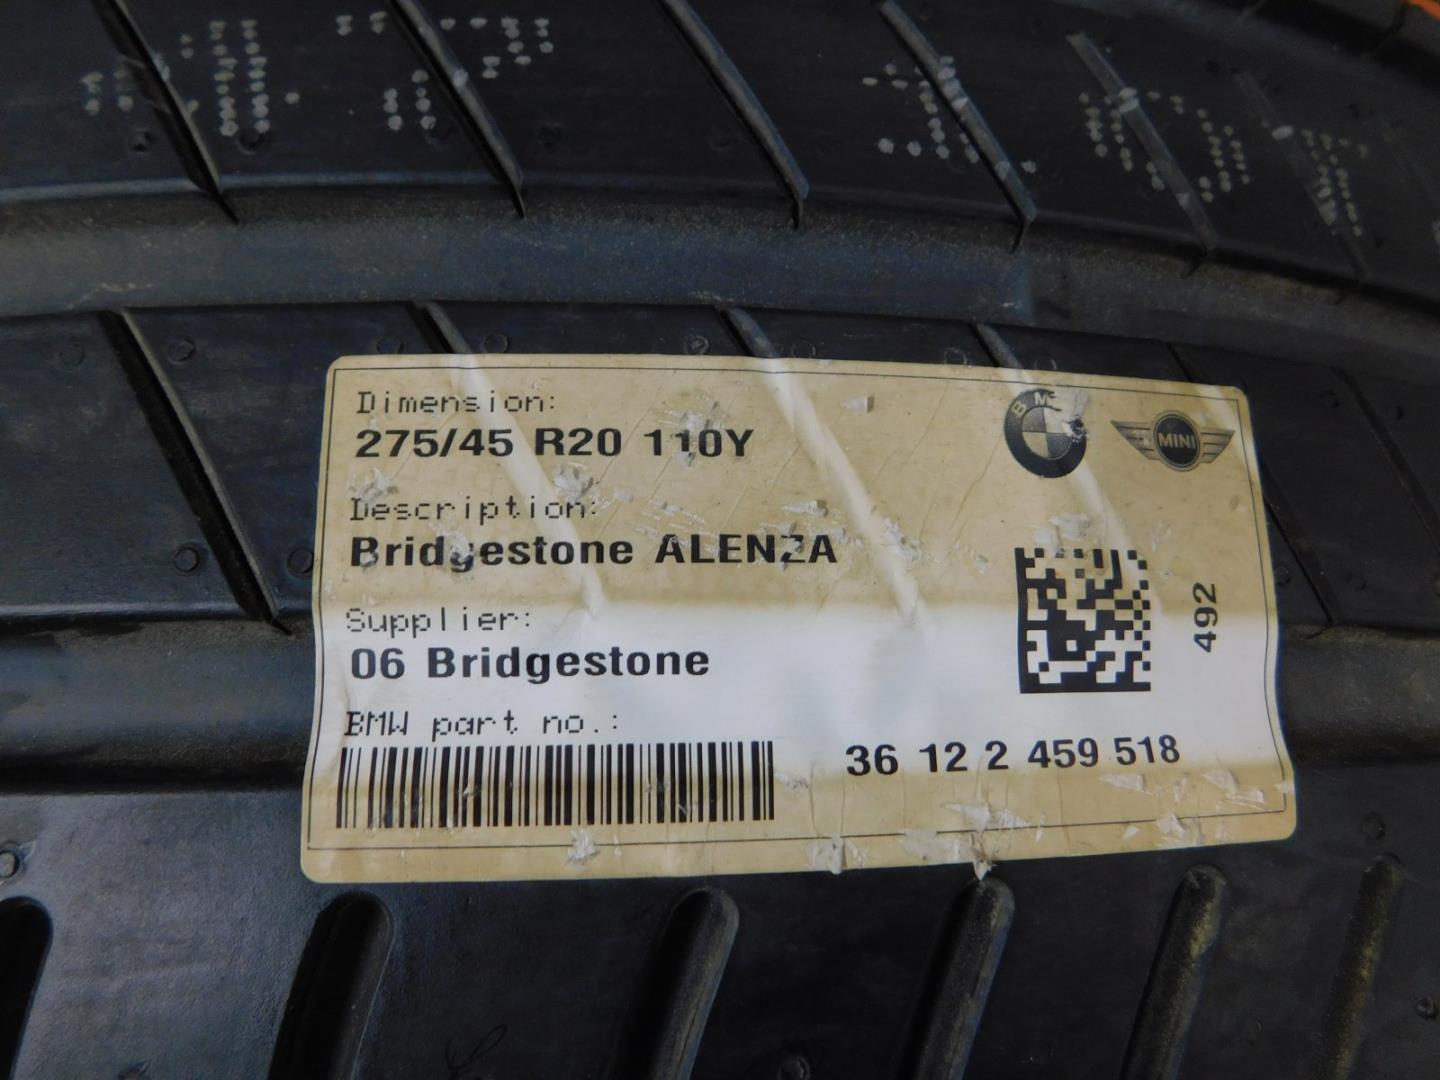 Dimension:
275/45 R20 110Y
BMW
MINI
Description:
Bridgestone ALENZA
Supplier:
06 Bridgestone
492
BMW part no.:
36 12 2 459 518